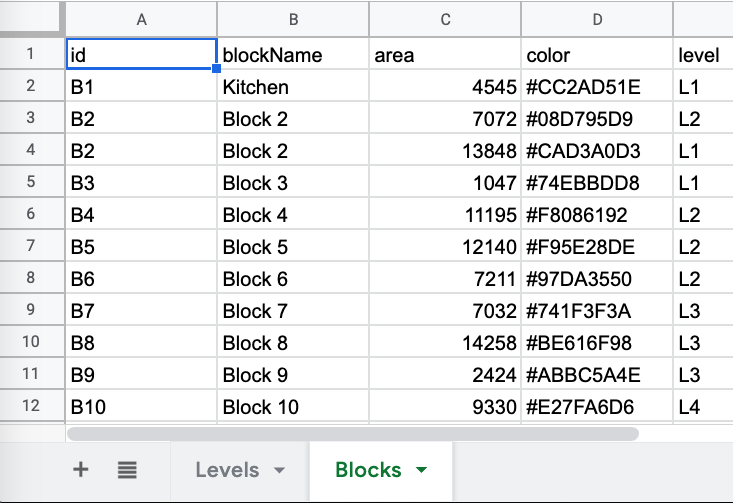 A B C D
1 id blockName area color level
2 B1 Kitchen 4545 #CC2AD51E L1
3 B2 Block 2 7072 #08D795D9 L2
4 B2 Block 2 13848 #CAD3A0D3 L1
5 B3 Block 3 1047 #74EBBDD8 L1
6 B4 Block 4 11195 #F8086192 L2
7 B5 Block 5 12140 #F95E28DE L2
8 B6 Block 6 7211 #97DA3550 L2
9 B7 Block 7 7032 #741F3F3A L3
10 B8 Block 8 14258 #BE616F98 L3
11 B9 Block 9 2424 #ABBC5A4E L3
12 B10 Block 10 9330 #E27FA6D6 L4
Levels Blocks